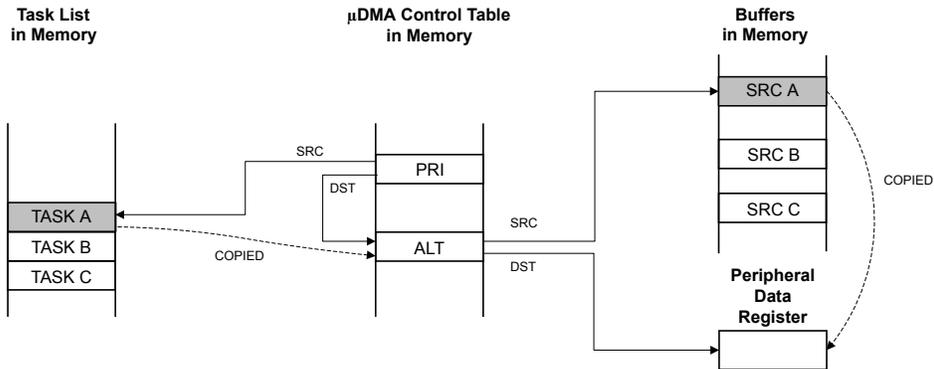 Task List
in Memory
µDMA Control Table
in Memory
Buffers
in Memory
SRC A
SRC B
SRC C
COPIED
SRC
PRI
DST
TASK A
TASK B
TASK C
COPIED
ALT
SRC
DST
Peripheral
Data
Register